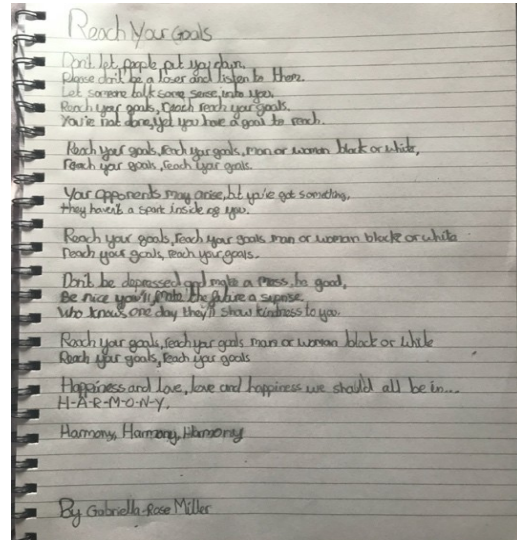 Reach Your Goals
Don't let people put you down.
Please don't be a loser and listen to them.
Let someone talk some sense, into you.
Reach your goals, reach reach your goals.
You're not done, yet you have a goal to reach.
Reach your goals, reach your goals, man or woman black or white,
reach your goals, reach your goals.
Your opponents may arise, but you've got something,
they haven't a spark inside of you.
Reach your goals, reach your goals man or woman blacke or white
reach your goals, reach your goals.
Don't be depressed and make a mess, be good,
Be nice you'll make the future a suprise.
Who knows, one day they'll show kindness to you.
Reach your goals, reach your goals man or woman black or white
Reach your goals, reach your goals
Happiness and love, love and happiness we should all be in...
H-A-R-M-O-N-Y.
Harmony, Harmony, Harmony
By Gabriella-Rose Miller